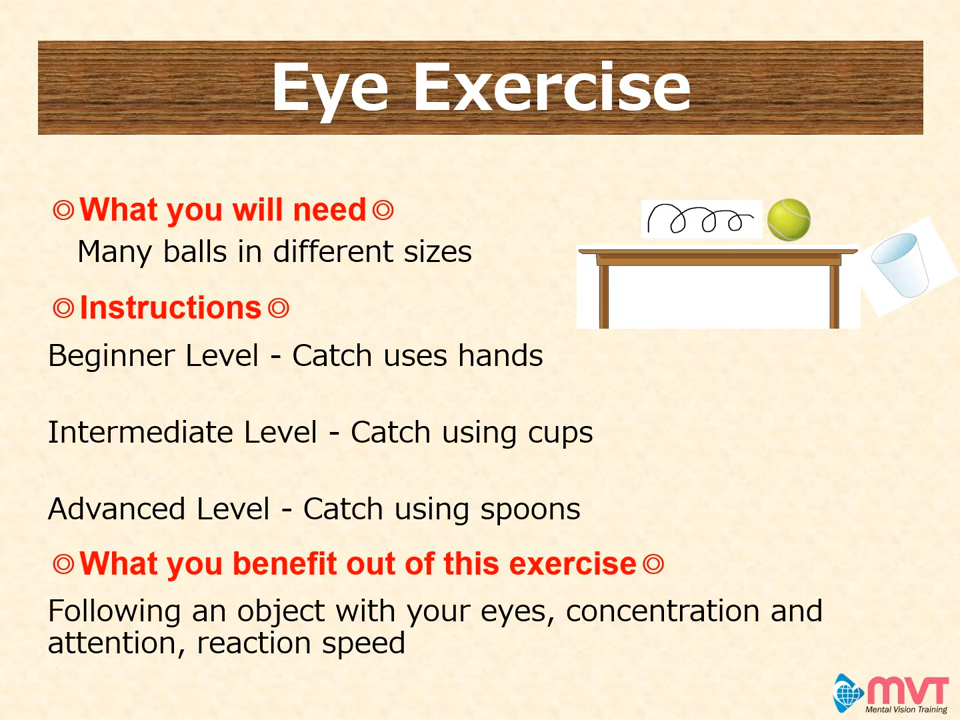 Eye Exercise
◎What you will need◎
Many balls in different sizes
◎Instructions◎
Beginner Level - Catch uses hands
Intermediate Level - Catch using cups
Advanced Level - Catch using spoons
◎What you benefit out of this exercise◎
Following an object with your eyes, concentration and
attention, reaction speed
MVT
Mental Vision Training